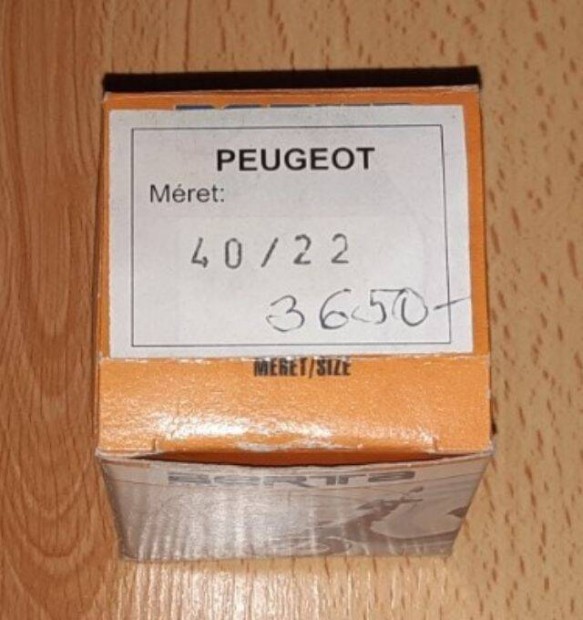 PEUGEOT
Méret:
40/22
3650-
MÉRET/SIZE